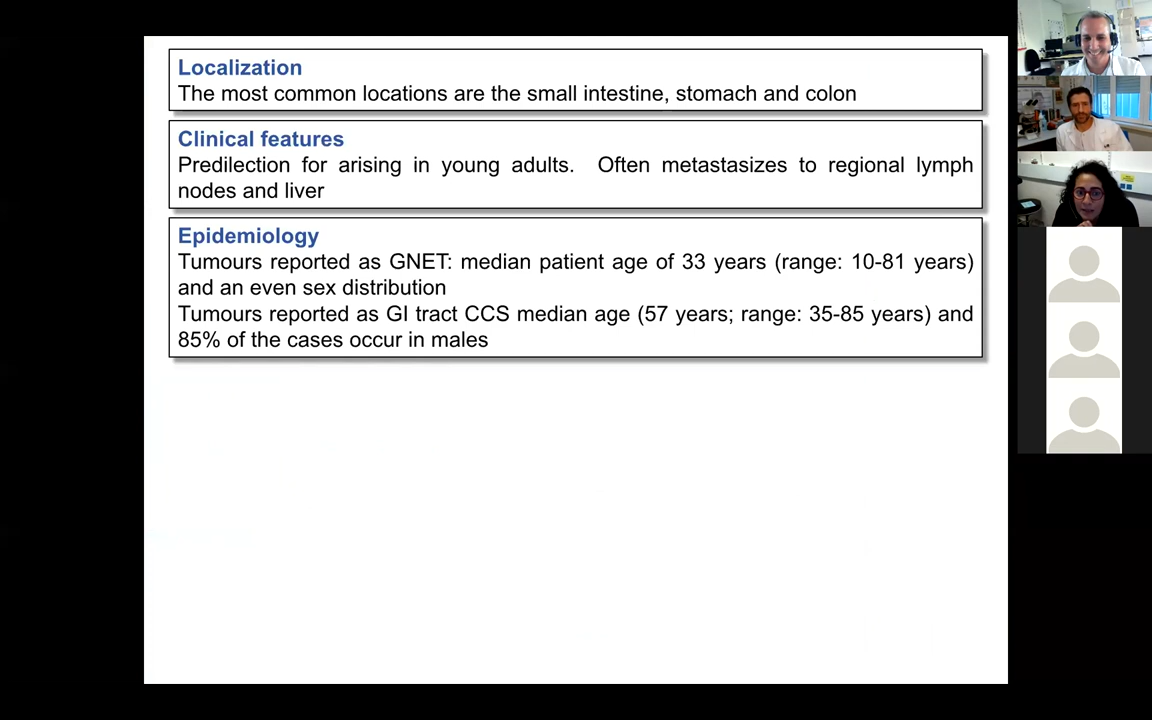 Localization
The most common locations are the small intestine, stomach and colon
Clinical features
Predilection for arising in young adults. Often metastasizes to regional lymph
nodes and liver
Epidemiology
Tumours reported as GNET: median patient age of 33 years (range: 10-81 years)
and an even sex distribution
Tumours reported as GI tract CCS median age (57 years; range: 35-85 years) and
85% of the cases occur in males